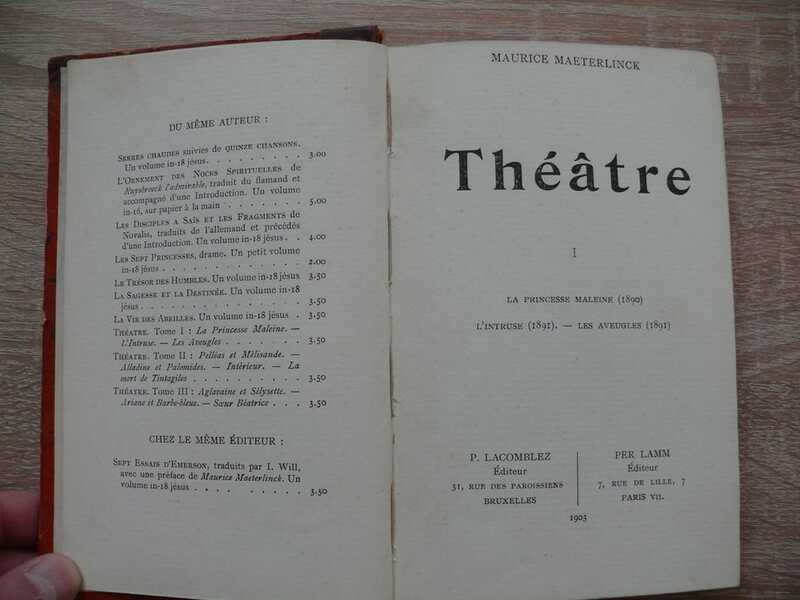 DU MÊME AUTEUR :
SERRES CHAUDES suivies de QUINZE CHANSONS.
Un volume in-18 jésus. . . . . . . . . 3.00
L'ORNEMENT DES NOCES SPIRITUELLES de
Ruysbroeck l'admirable, traduit du flamand et
accompagné d'une Introduction. Un volume
in-16, sur papier à la main . . . . . . . 5.00
LES DISCIPLES A SAÏS ET LES FRAGMENTS de
Novalis, traduits de l'allemand et précédés
d'une Introduction. Un volume in-18 jésus. . 4.00
LES SEPT PRINCESSES, drame. Un petit volume
in-18 jésus . . . . . . . . . . . . 2.00
LE TRÉSOR DES HUMBLES. Un volume in-18 jésus 3.50
LA SAGESSE ET LA DESTINÉE. Un volume in-18
jésus. . . . . . . . . . . . . . . 3.50
LA VIE DES ABEILLES. Un volume in-18 jésus . 3.50
THÉATRE. Tome I : La Princesse Maleine. —
L'Intruse. — Les Aveugles . . . . . . 3.50
THÉATRE. Tome II : Pelléas et Mélisande. —
Alladine et Palomides. — Intérieur. — La
mort de Tintagiles . . . . . . . . . . 3.50
THÉATRE. Tome III : Aglavaine et Sélysette. —
Ariane et Barbe-bleue. — Sœur Béatrice . . . 3.50
CHEZ LE MÊME ÉDITEUR :
SEPT ESSAIS D'EMERSON, traduits par I. Will,
avec une préface de Maurice Maeterlinck. Un
volume in-18 jésus . . . . . . . . . . 3.50
MAURICE MAETERLINCK
Théâtre
I
LA PRINCESSE MALEINE (1890)
L'INTRUSE (1891). — LES AVEUGLES (1891)
P. LACOMBLEZ
Éditeur
31, RUE DES PAROISSIENS
BRUXELLES
PER LAMM
Éditeur
7, RUE DE LILLE, 7
PARIS VII.
1903